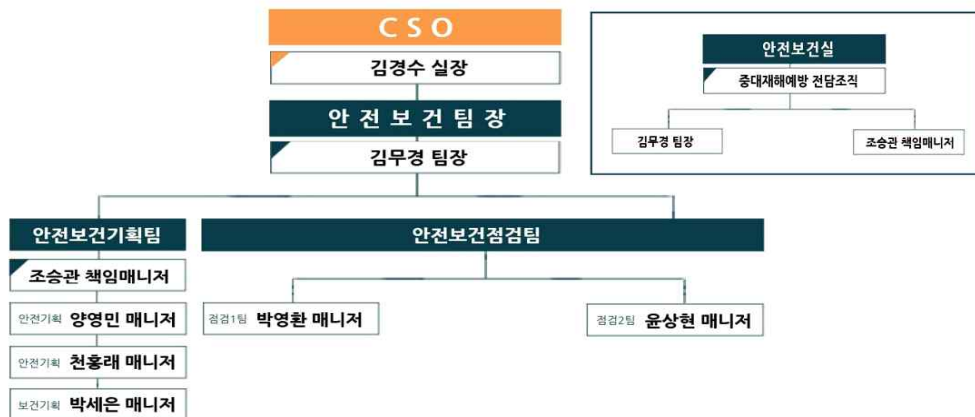 CSO
김경수 실장
안전보건팀장
김무경 팀장
안전보건실
중대재해예방 전담조직
김무경 팀장
조승관 책임매니저
안전보건기획팀
조승관 책임매니저
안전기획 양영민 매니저
안전기획 천홍래 매니저
보건기획 박세은 매니저
안전보건점검팀
점검1팀 박영환 매니저
점검2팀 윤상현 매니저